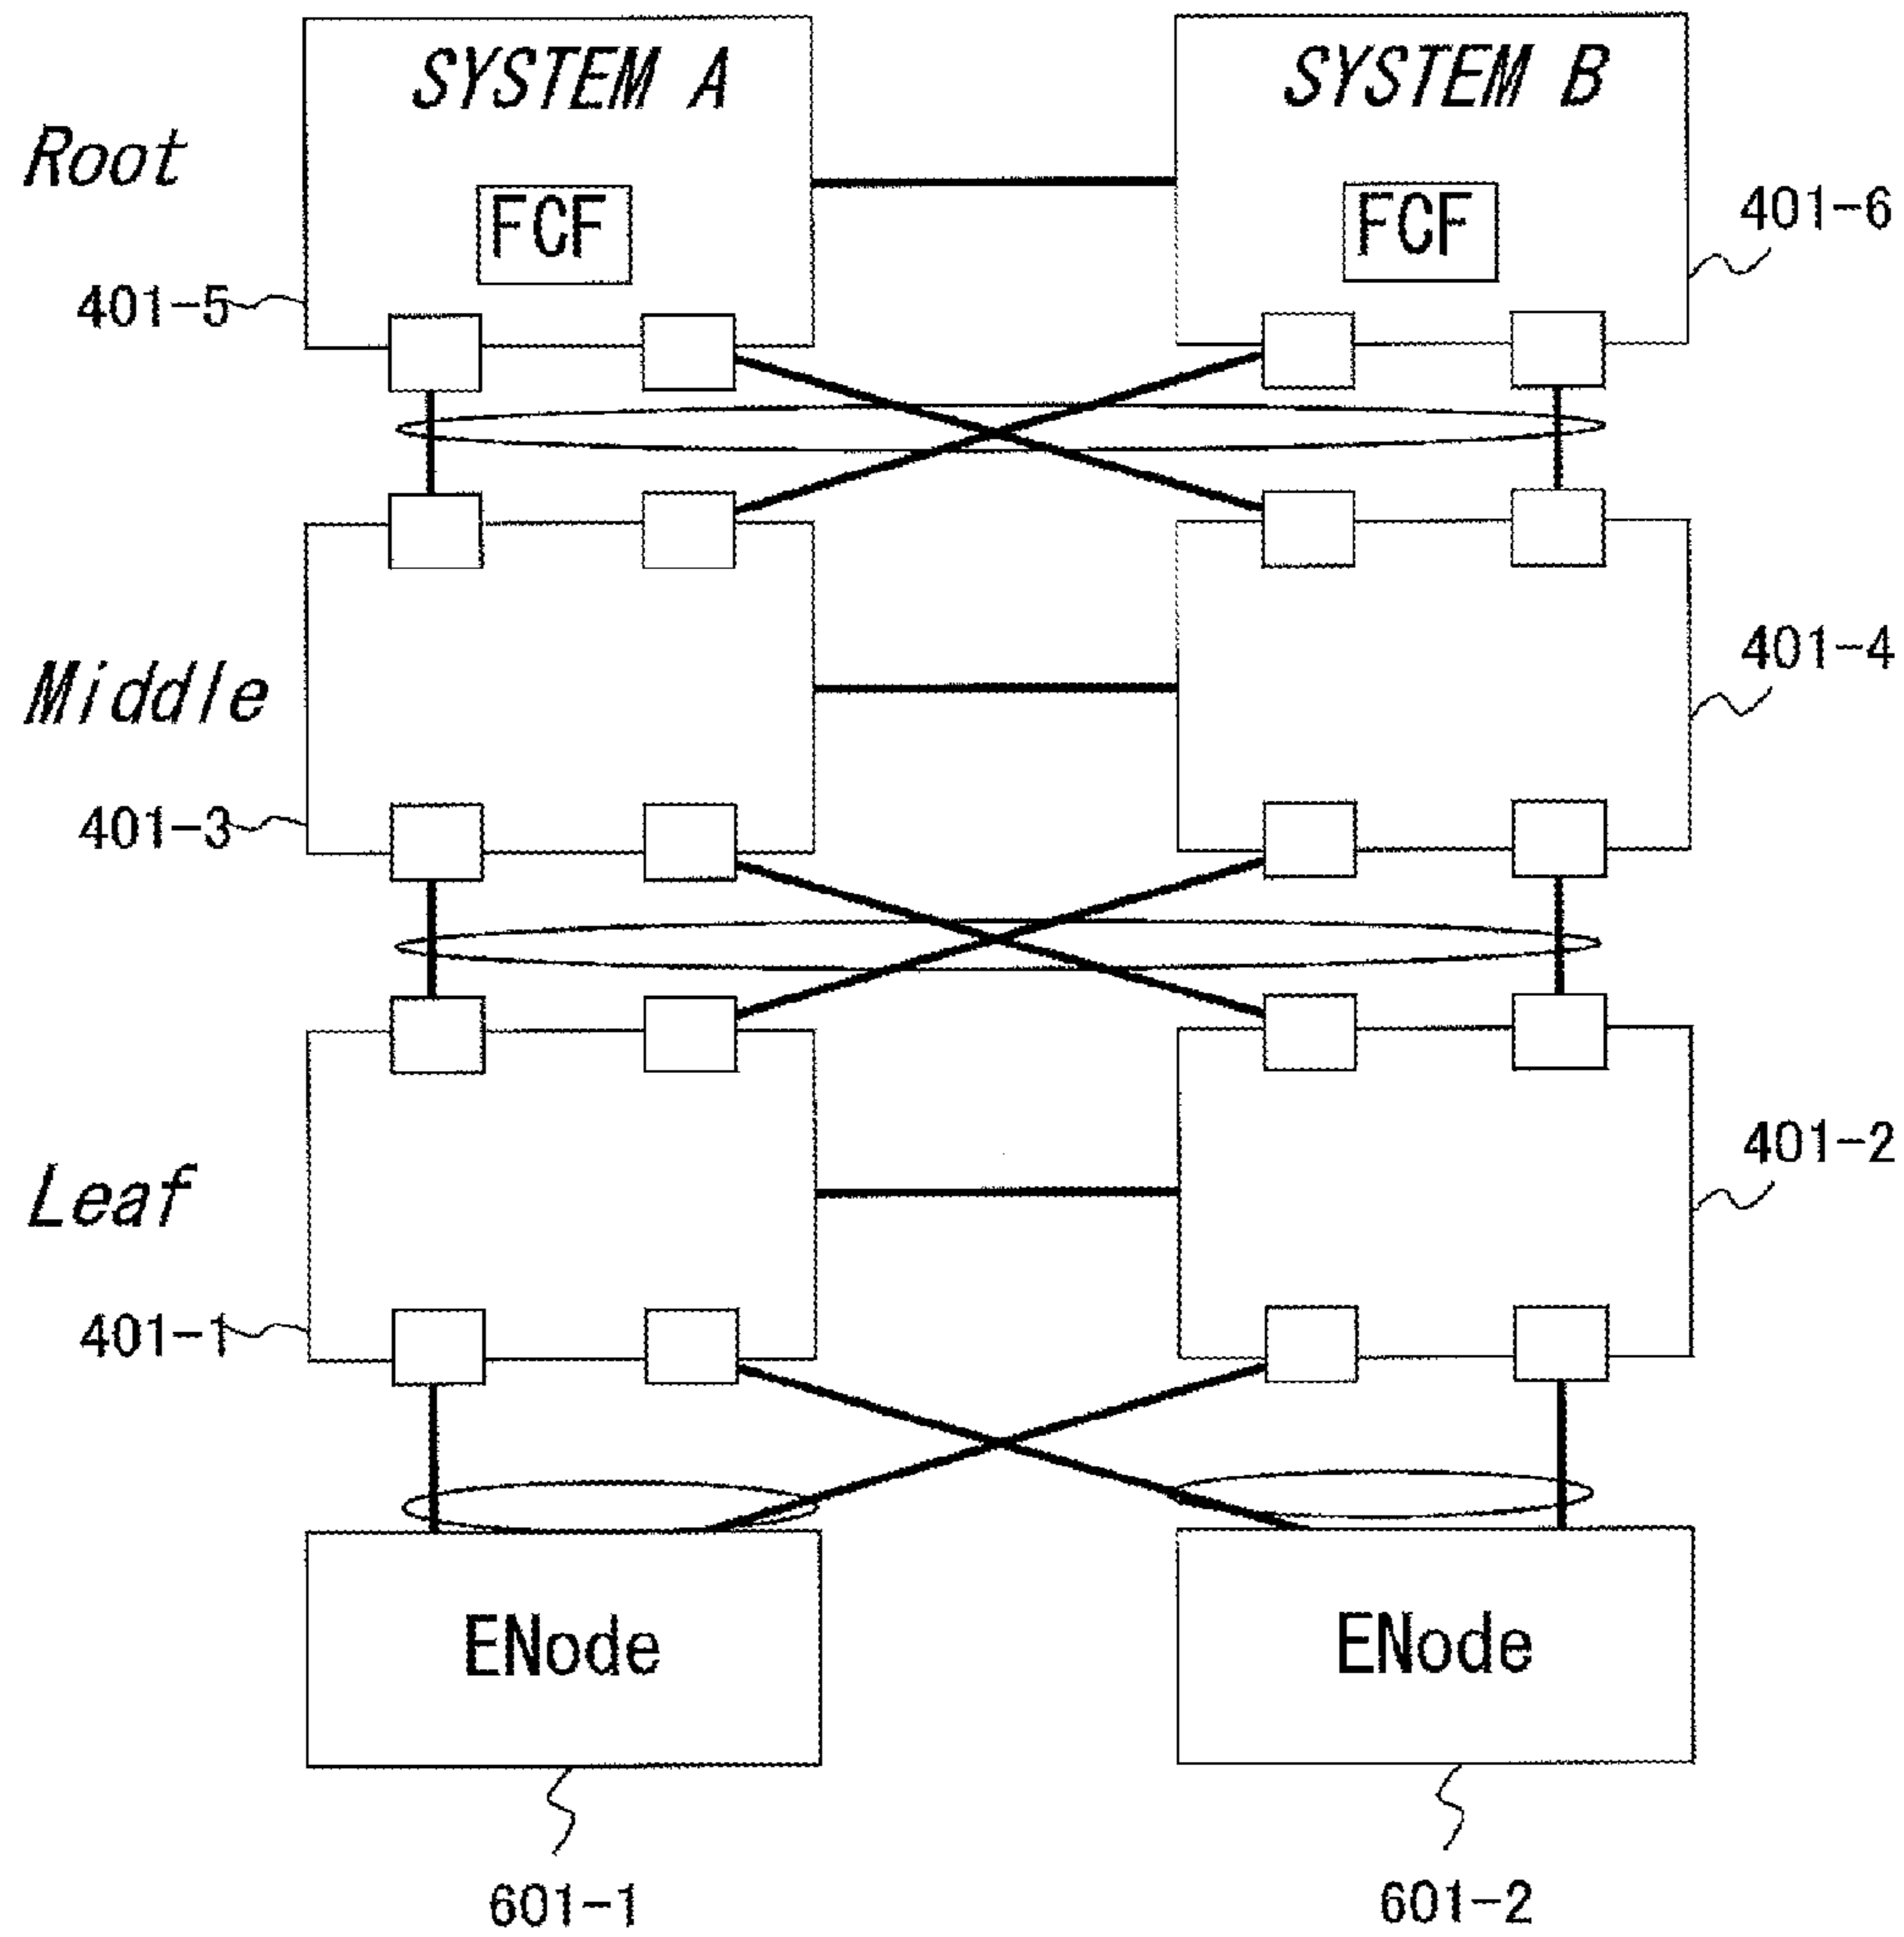 SYSTEM A
SYSTEM B
Root
FCF
FCF
401-6
401-5
Middle
401-4
401-3
Leaf
401-2
401-1
ENode
ENode
601-1
601-2